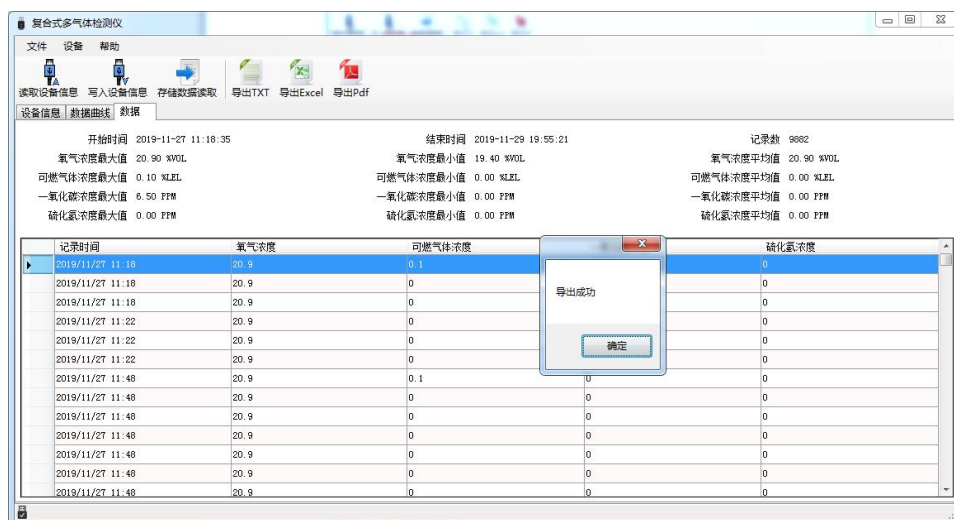 复合式多气体检测仪
文件 设备 帮助
读取设备信息 写入设备信息 存储数据读取 导出TXT 导出Excel 导出Pdf
设备信息 数据曲线 数据
开始时间 2019-11-27 11:18:35 结束时间 2019-11-29 19:55:21 记录数 9882
氧气浓度最大值 20.90 %VOL 氧气浓度最小值 19.40 %VOL 氧气浓度平均值 20.90 %VOL
可燃气体浓度最大值 0.10 %LEL 可燃气体浓度最小值 0.00 %LEL 可燃气体浓度平均值 0.00 %LEL
一氧化碳浓度最大值 6.50 PPM 一氧化碳浓度最小值 0.00 PPM 一氧化碳浓度平均值 0.00 PPM
硫化氢浓度最大值 0.00 PPM 硫化氢浓度最小值 0.00 PPM 硫化氢浓度平均值 0.00 PPM
记录时间 氧气浓度 可燃气体浓度 硫化氢浓度
2019/11/27 11:18 20.9 0.1 0
2019/11/27 11:18 20.9 0 0
2019/11/27 11:18 20.9 0 0
2019/11/27 11:22 20.9 0 0
2019/11/27 11:22 20.9 0 0
2019/11/27 11:22 20.9 0 0
2019/11/27 11:48 20.9 0.1 0 0
2019/11/27 11:48 20.9 0 0 0
2019/11/27 11:48 20.9 0 0 0
2019/11/27 11:48 20.9 0 0 0
2019/11/27 11:48 20.9 0 0 0
2019/11/27 11:48 20.9 0 0 0
2019/11/27 11:48 20.9 0 0 0
导出成功
确定